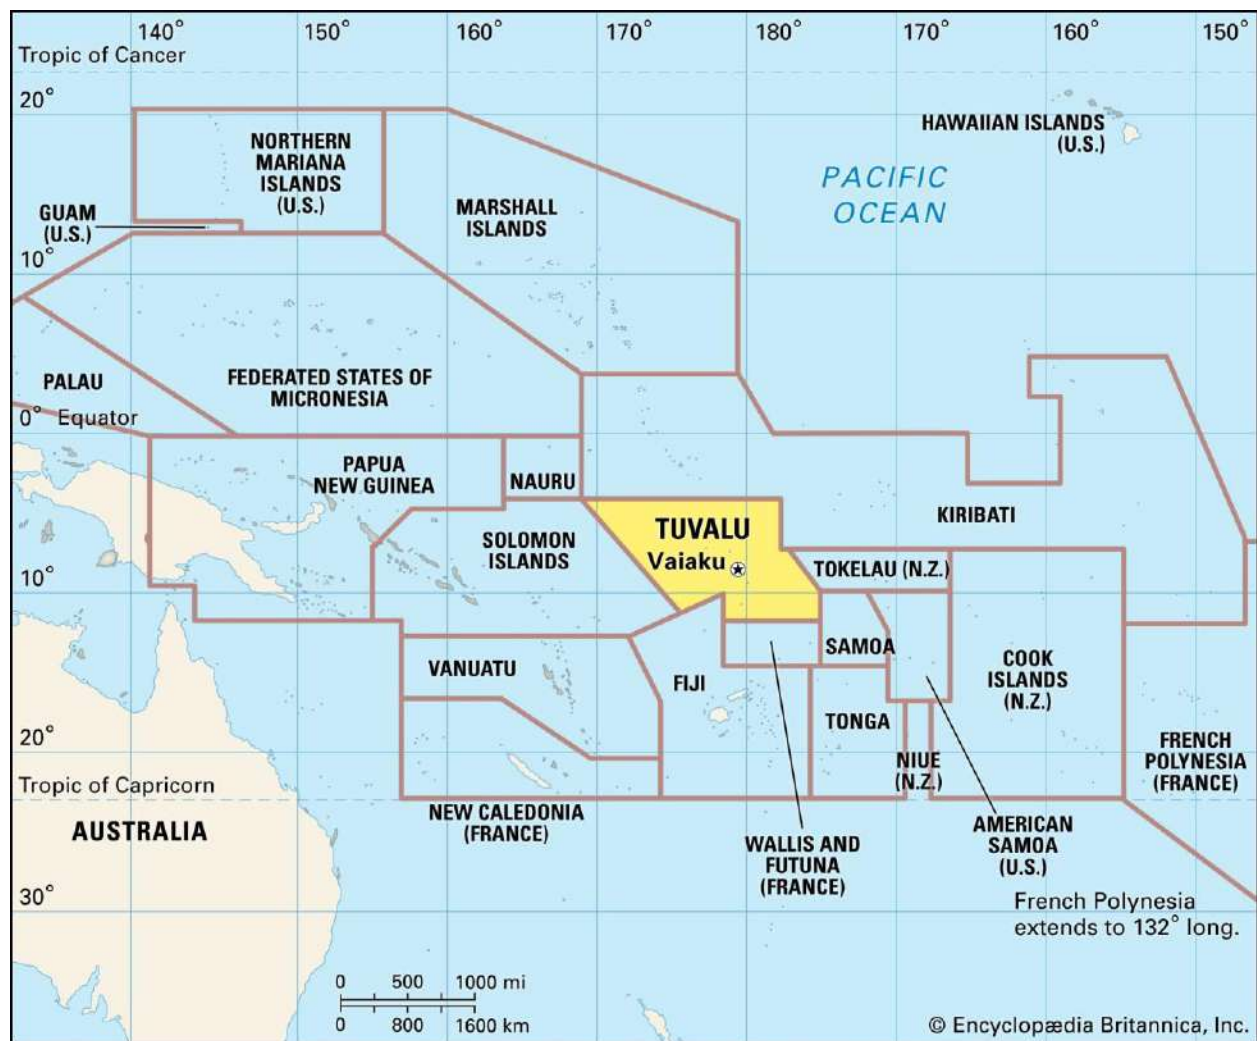 140°
150°
160°
170°
180°
170°
160°
150°
Tropic of Cancer
20°
HAWAIIAN ISLANDS
(U.S.)
NORTHERN
MARIANA
ISLANDS
(U.S.)
PACIFIC
OCEAN
GUAM
(U.S.)
MARSHALL
ISLANDS
10°
PALAU
FEDERATED STATES OF
MICRONESIA
0° Equator
PAPUA
NEW GUINEA
NAURU
KIRIBATI
TUVALU
Vaiaku
SOLOMON
ISLANDS
TOKELAU (N.Z.)
10°
VANUATU
FIJI
SAMOA
COOK
ISLANDS
(N.Z.)
TONGA
20°
NIUE
(N.Z.)
FRENCH
POLYNESIA
(FRANCE)
Tropic of Capricorn
AUSTRALIA
NEW CALEDONIA
(FRANCE)
WALLIS AND
FUTUNA
(FRANCE)
AMERICAN
SAMOA
(U.S.)
30°
French Polynesia
extends to 132° long.
0 500 1000 mi
0 800 1600 km
© Encyclopædia Britannica, Inc.